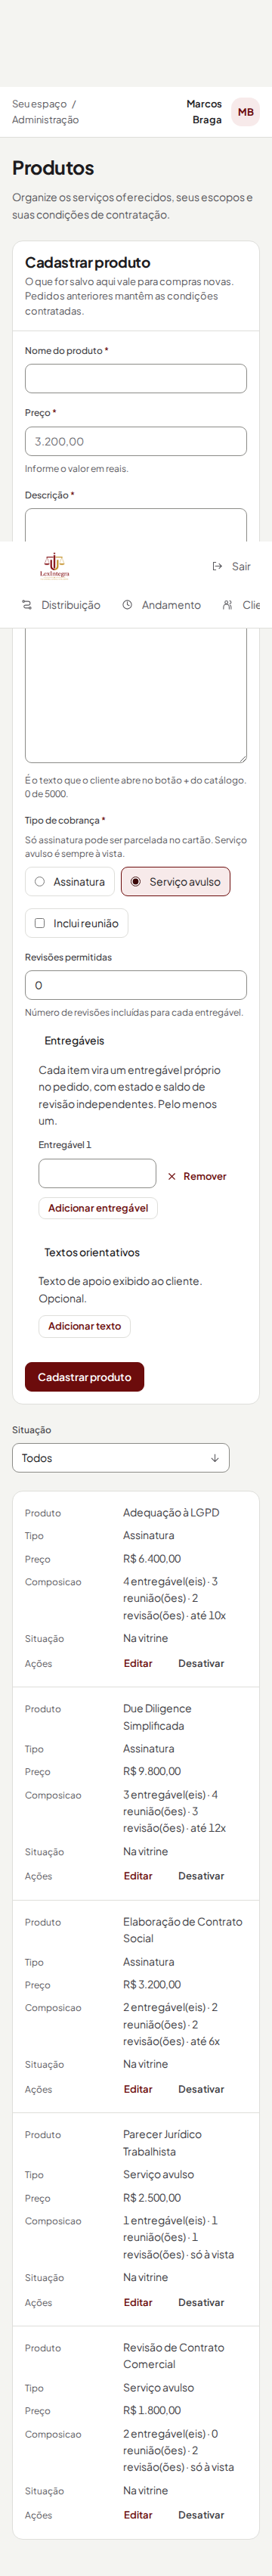 Seu espaço /
Administração
Marcos
Braga
MB
Produtos
Organize os serviços oferecidos, seus escopos e
suas condições de contratação.
Cadastrar produto
O que for salvo aqui vale para compras novas.
Pedidos anteriores mantêm as condições
contratadas.
Nome do produto *
Preço *
3.200,00
Informe o valor em reais.
Descrição *
LexIntegra
Sair
Distribuição
Andamento
Clie
É o texto que o cliente abre no botão + do catálogo.
0 de 5000.
Tipo de cobrança *
Só assinatura pode ser parcelada no cartão. Serviço
avulso é sempre à vista.
Assinatura
Serviço avulso
Inclui reunião
Revisões permitidas
0
Número de revisões incluídas para cada entregável.
Entregáveis
Cada item vira um entregável próprio
no pedido, com estado e saldo de
revisão independentes. Pelo menos
um.
Entregável 1
Remover
Adicionar entregável
Textos orientativos
Texto de apoio exibido ao cliente.
Opcional.
Adicionar texto
Cadastrar produto
Situação
Todos
Produto Adequação à LGPD
Tipo Assinatura
Preço R$ 6.400,00
Composicao 4 entregável(eis) · 3
reunião(ões) · 2
revisão(ões) · até 10x
Situação Na vitrine
Ações Editar Desativar
Produto Due Diligence
Simplificada
Tipo Assinatura
Preço R$ 9.800,00
Composicao 3 entregável(eis) · 4
reunião(ões) · 3
revisão(ões) · até 12x
Situação Na vitrine
Ações Editar Desativar
Produto Elaboração de Contrato
Social
Tipo Assinatura
Preço R$ 3.200,00
Composicao 2 entregável(eis) · 2
reunião(ões) · 2
revisão(ões) · até 6x
Situação Na vitrine
Ações Editar Desativar
Produto Parecer Jurídico
Trabalhista
Tipo Serviço avulso
Preço R$ 2.500,00
Composicao 1 entregável(eis) · 1
reunião(ões) · 1
revisão(ões) · só à vista
Situação Na vitrine
Ações Editar Desativar
Produto Revisão de Contrato
Comercial
Tipo Serviço avulso
Preço R$ 1.800,00
Composicao 2 entregável(eis) · 0
reunião(ões) · 2
revisão(ões) · só à vista
Situação Na vitrine
Ações Editar Desativar